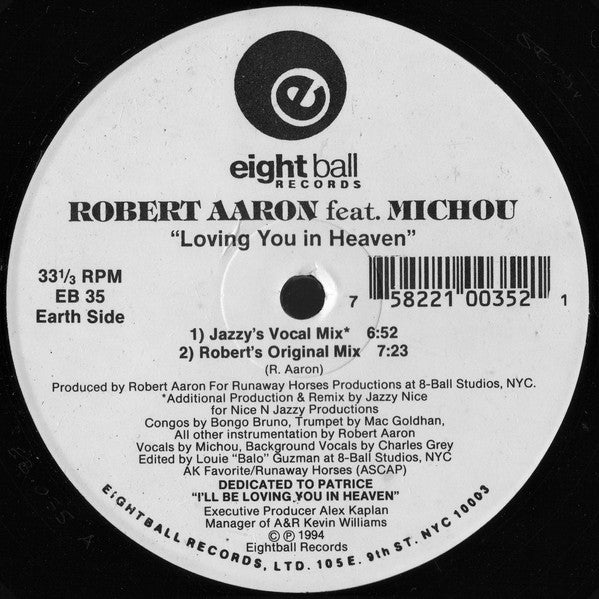 e
eightball
RECORDS
ROBERT AARON feat. MICHOU
“Loving You in Heaven”
33 1/3 RPM
EB 35
Earth Side
7 58221 00352 1
1) Jazzy's Vocal Mix* 6:52
2) Robert's Original Mix 7:23
(R. Aaron)
Produced by Robert Aaron For Runaway Horses Productions at 8-Ball Studios, NYC.
*Additional Production & Remix by Jazzy Nice
for Nice N Jazzy Productions
Congos by Bongo Bruno, Trumpet by Mac Goldhan,
All other instrumentation by Robert Aaron
Vocals by Michou, Background Vocals by Charles Grey
Edited by Louie "Balo" Guzman at 8-Ball Studios, NYC
AK Favorite/Runaway Horses (ASCAP)
DEDICATED TO PATRICE
"I'LL BE LOVING YOU IN HEAVEN"
Executive Producer Alex Kaplan
Manager of A&R Kevin Williams
©℗1994
Eightball Records
EiGHTBALL RECORDS, LTD. 105 E. 9th ST. NYC 10003